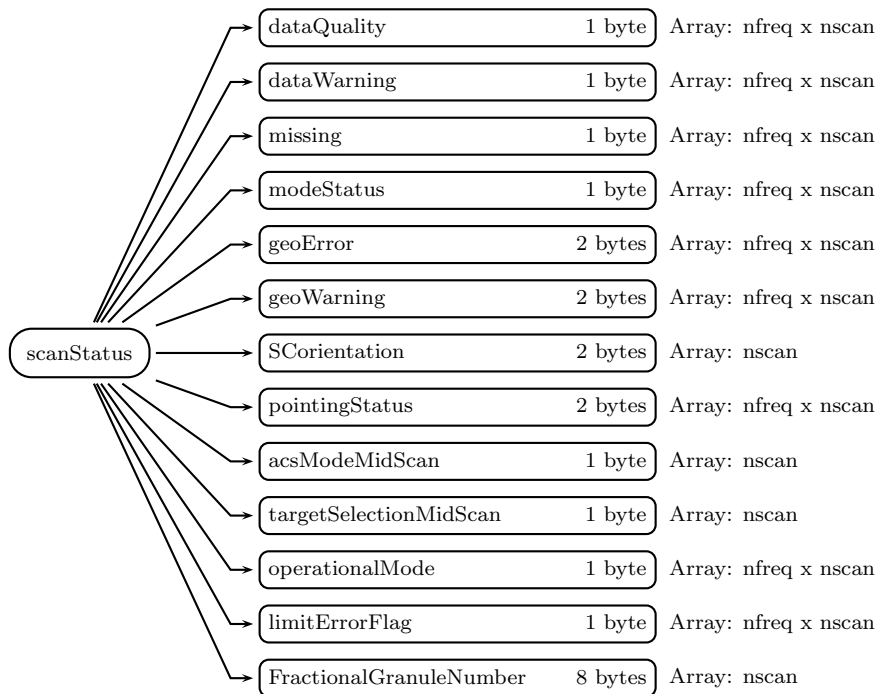 dataQuality 1 byte Array: nfreq x nscan
dataWarning 1 byte Array: nfreq x nscan
missing 1 byte Array: nfreq x nscan
modeStatus 1 byte Array: nfreq x nscan
geoError 2 bytes Array: nfreq x nscan
geoWarning 2 bytes Array: nfreq x nscan
scanStatus SCorientation 2 bytes Array: nscan
pointingStatus 2 bytes Array: nfreq x nscan
acsModeMidScan 1 byte Array: nscan
targetSelectionMidScan 1 byte Array: nscan
operationalMode 1 byte Array: nfreq x nscan
limitErrorFlag 1 byte Array: nfreq x nscan
FractionalGranuleNumber 8 bytes Array: nscan